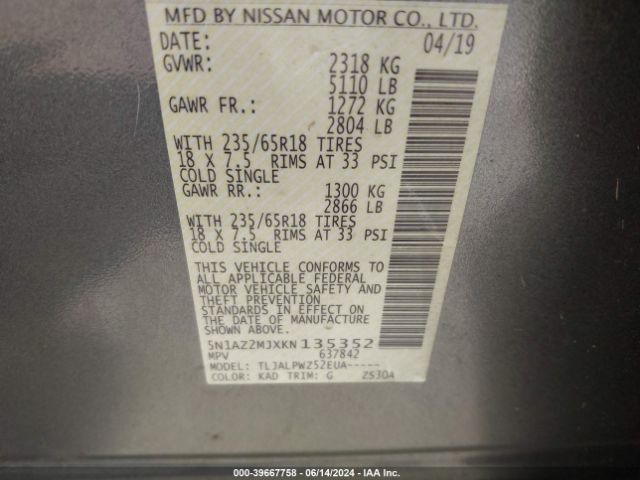 MFD BY NISSAN MOTOR CO., LTD.
DATE: 04/19
GVWR: 2318 KG
5110 LB
GAWR FR.: 1272 KG
2804 LB
WITH 235/65R18 TIRES
18 X 7.5 RIMS AT 33 PSI
COLD SINGLE
GAWR RR.: 1300 KG
2866 LB
WITH 235/65R18 TIRES
18 X 7.5 RIMS AT 33 PSI
COLD SINGLE
THIS VEHICLE CONFORMS TO
ALL APPLICABLE FEDERAL
MOTOR VEHICLE SAFETY AND
THEFT PREVENTION
STANDARDS IN EFFECT ON
THE DATE OF MANUFACTURE
SHOWN ABOVE.
5N1AZ2MJXKN135352
MPV 637842
MODEL: TLJALPWZ52EUA-----
COLOR: KAD TRIM: G ZS30A
000-39667758 - 06/14/2024 - IAA Inc.